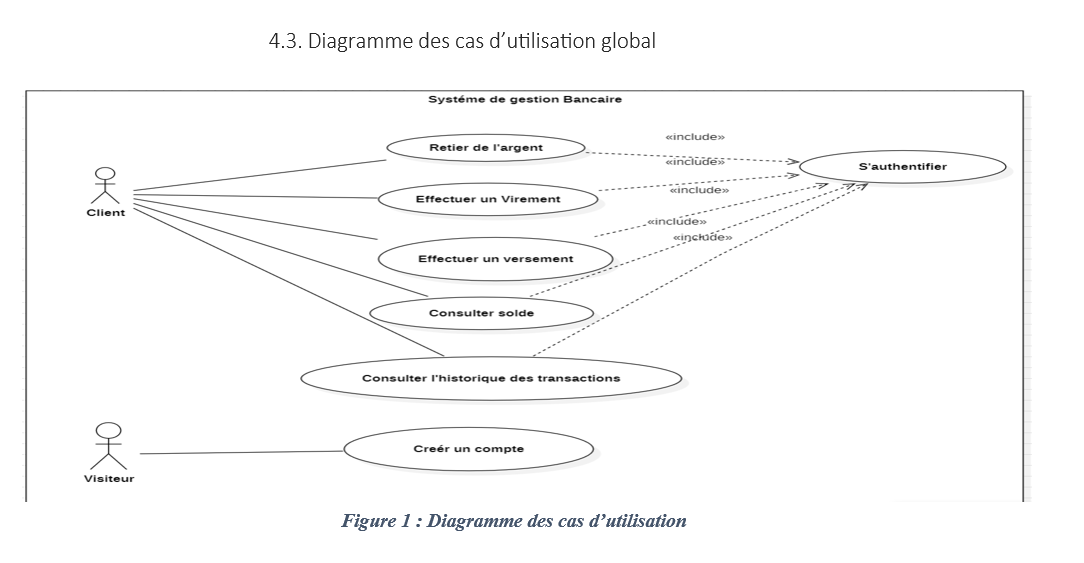 4.3. Diagramme des cas d’utilisation global
Systéme de gestion Bancaire
«include»
Retier de l'argent
«include»
S'authentifier
«include»
Effectuer un Virement
Client
«include»
«include»
Effectuer un versement
Consulter solde
Consulter l'historique des transactions
Creér un compte
Visiteur
Figure 1 : Diagramme des cas d’utilisation